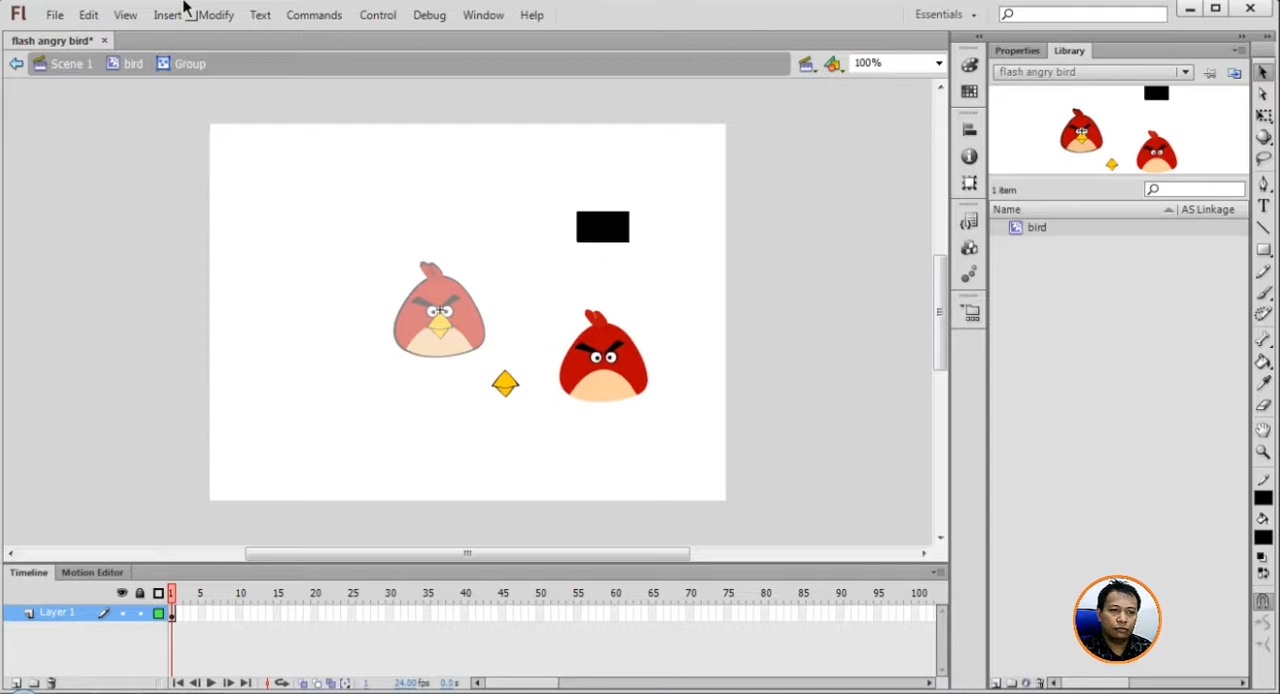 Fl File Edit View Insert Modify Text Commands Control Debug Window Help Essentials
flash angry bird* ×
Scene 1 bird Group 100%
Properties Library
flash angry bird
1 item
Name AS Linkage
bird
Timeline Motion Editor
1 5 10 15 20 25 30 35 40 45 50 55 60 65 70 75 80 85 90 95 100
Layer 1
1 24.00 fps 0.0 s